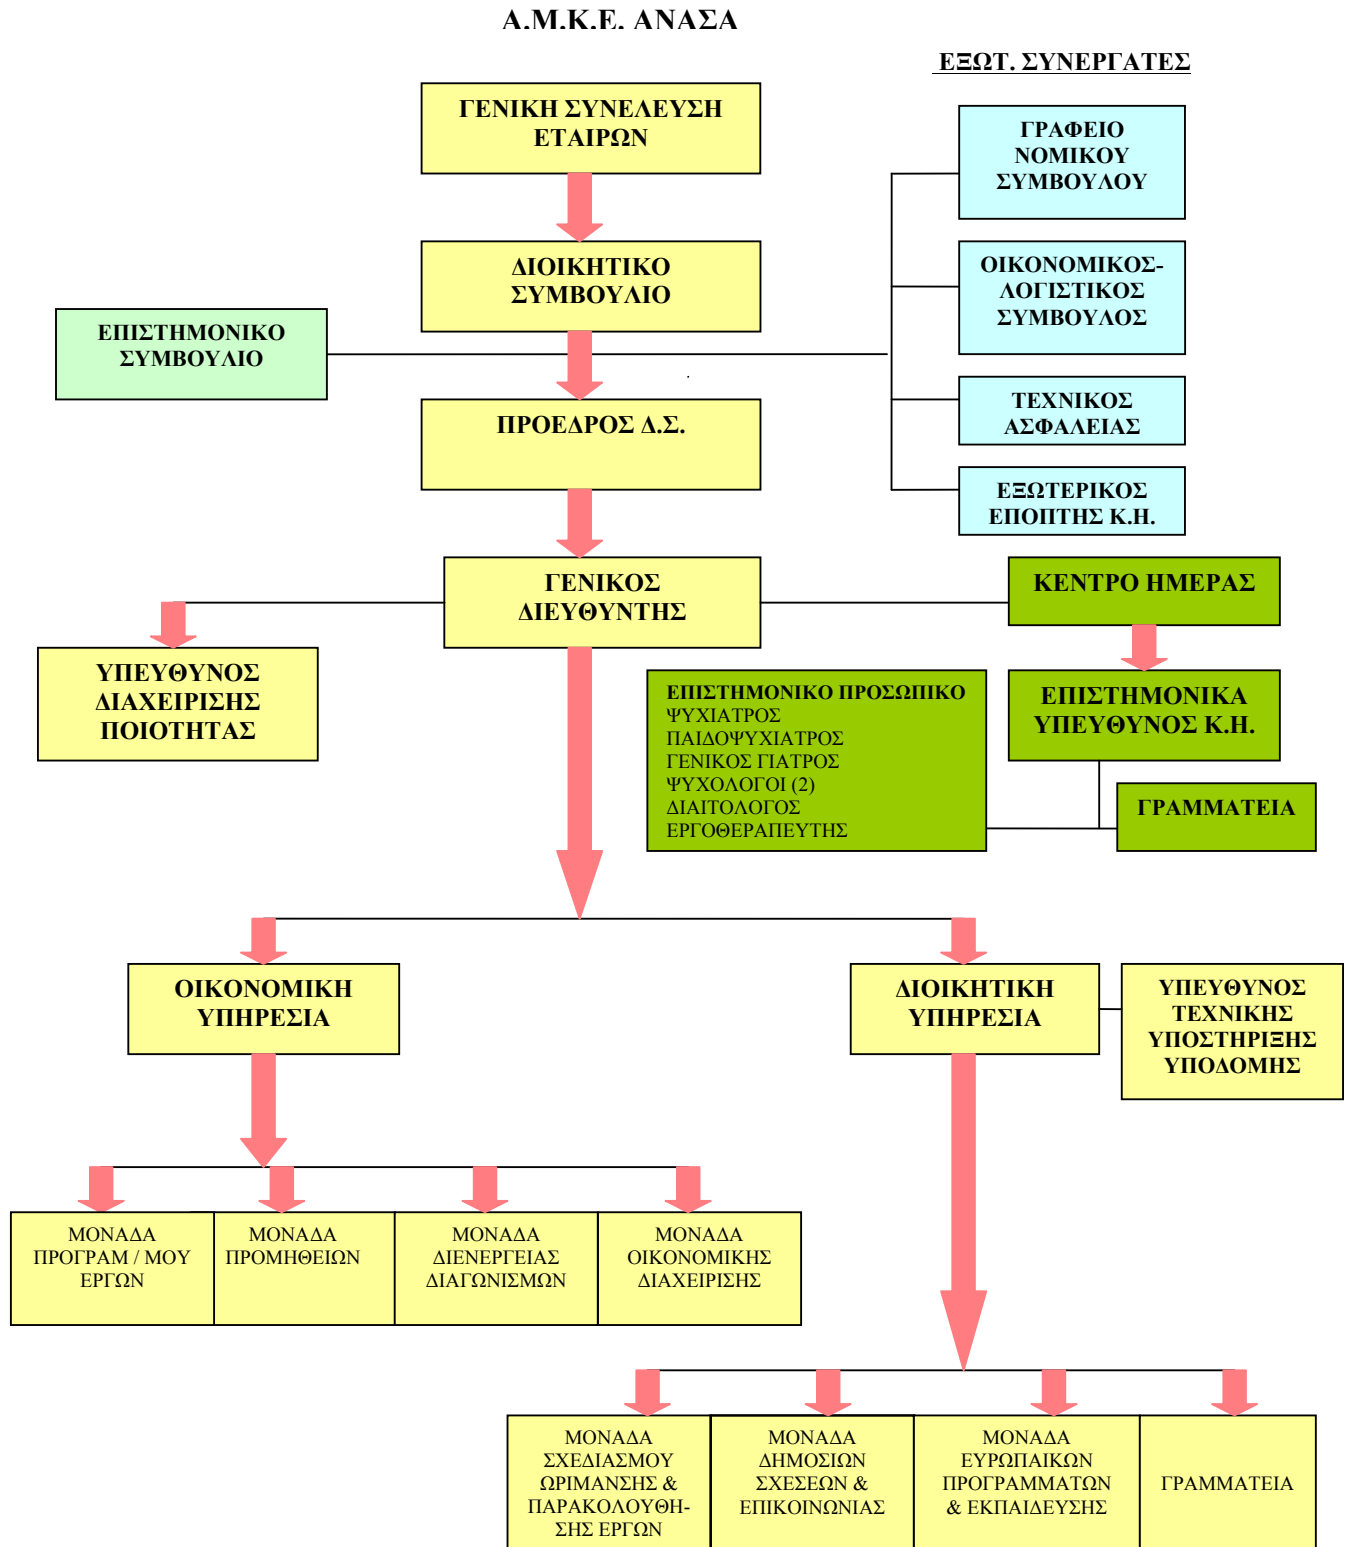 Α.Μ.Κ.Ε. ΑΝΑΣΑ
ΕΞΩΤ. ΣΥΝΕΡΓΑΤΕΣ
ΓΕΝΙΚΗ ΣΥΝΕΛΕΥΣΗ
ΕΤΑΙΡΩΝ
ΓΡΑΦΕΙΟ
ΝΟΜΙΚΟΥ
ΣΥΜΒΟΥΛΟΥ
ΔΙΟΙΚΗΤΙΚΟ
ΣΥΜΒΟΥΛΙΟ
ΟΙΚΟΝΟΜΙΚΟΣ-
ΛΟΓΙΣΤΙΚΟΣ
ΣΥΜΒΟΥΛΟΣ
ΕΠΙΣΤΗΜΟΝΙΚΟ
ΣΥΜΒΟΥΛΙΟ
ΠΡΟΕΔΡΟΣ Δ.Σ.
ΤΕΧΝΙΚΟΣ
ΑΣΦΑΛΕΙΑΣ
ΕΞΩΤΕΡΙΚΟΣ
ΕΠΟΠΤΗΣ Κ.Η.
ΓΕΝΙΚΟΣ
ΔΙΕΥΘΥΝΤΗΣ
ΚΕΝΤΡΟ ΗΜΕΡΑΣ
ΥΠΕΥΘΥΝΟΣ
ΔΙΑΧΕΙΡΙΣΗΣ
ΠΟΙΟΤΗΤΑΣ
ΕΠΙΣΤΗΜΟΝΙΚΟ ΠΡΟΣΩΠΙΚΟ
ΨΥΧΙΑΤΡΟΣ
ΠΑΙΔΟΨΥΧΙΑΤΡΟΣ
ΓΕΝΙΚΟΣ ΓΙΑΤΡΟΣ
ΨΥΧΟΛΟΓΟΙ (2)
ΔΙΑΙΤΟΛΟΓΟΣ
ΕΡΓΟΘΕΡΑΠΕΥΤΗΣ
ΕΠΙΣΤΗΜΟΝΙΚΑ
ΥΠΕΥΘΥΝΟΣ Κ.Η.
ΓΡΑΜΜΑΤΕΙΑ
ΟΙΚΟΝΟΜΙΚΗ
ΥΠΗΡΕΣΙΑ
ΔΙΟΙΚΗΤΙΚΗ
ΥΠΗΡΕΣΙΑ
ΥΠΕΥΘΥΝΟΣ
ΤΕΧΝΙΚΗΣ
ΥΠΟΣΤΗΡΙΞΗΣ
ΥΠΟΔΟΜΗΣ
ΜΟΝΑΔΑ
ΠΡΟΓΡΑΜ / ΜΟΥ
ΕΡΓΩΝ
ΜΟΝΑΔΑ
ΠΡΟΜΗΘΕΙΩΝ
ΜΟΝΑΔΑ
ΔΙΕΝΕΡΓΕΙΑΣ
ΔΙΑΓΩΝΙΣΜΩΝ
ΜΟΝΑΔΑ
ΟΙΚΟΝΟΜΙΚΗΣ
ΔΙΑΧΕΙΡΙΣΗΣ
ΜΟΝΑΔΑ
ΣΧΕΔΙΑΣΜΟΥ
ΩΡΙΜΑΝΣΗΣ &
ΠΑΡΑΚΟΛΟΥΘΗ-
ΣΗΣ ΕΡΓΩΝ
ΜΟΝΑΔΑ
ΔΗΜΟΣΙΩΝ
ΣΧΕΣΕΩΝ &
ΕΠΙΚΟΙΝΩΝΙΑΣ
ΜΟΝΑΔΑ
ΕΥΡΩΠΑΙΚΩΝ
ΠΡΟΓΡΑΜΜΑΤΩΝ
& ΕΚΠΑΙΔΕΥΣΗΣ
ΓΡΑΜΜΑΤΕΙΑ